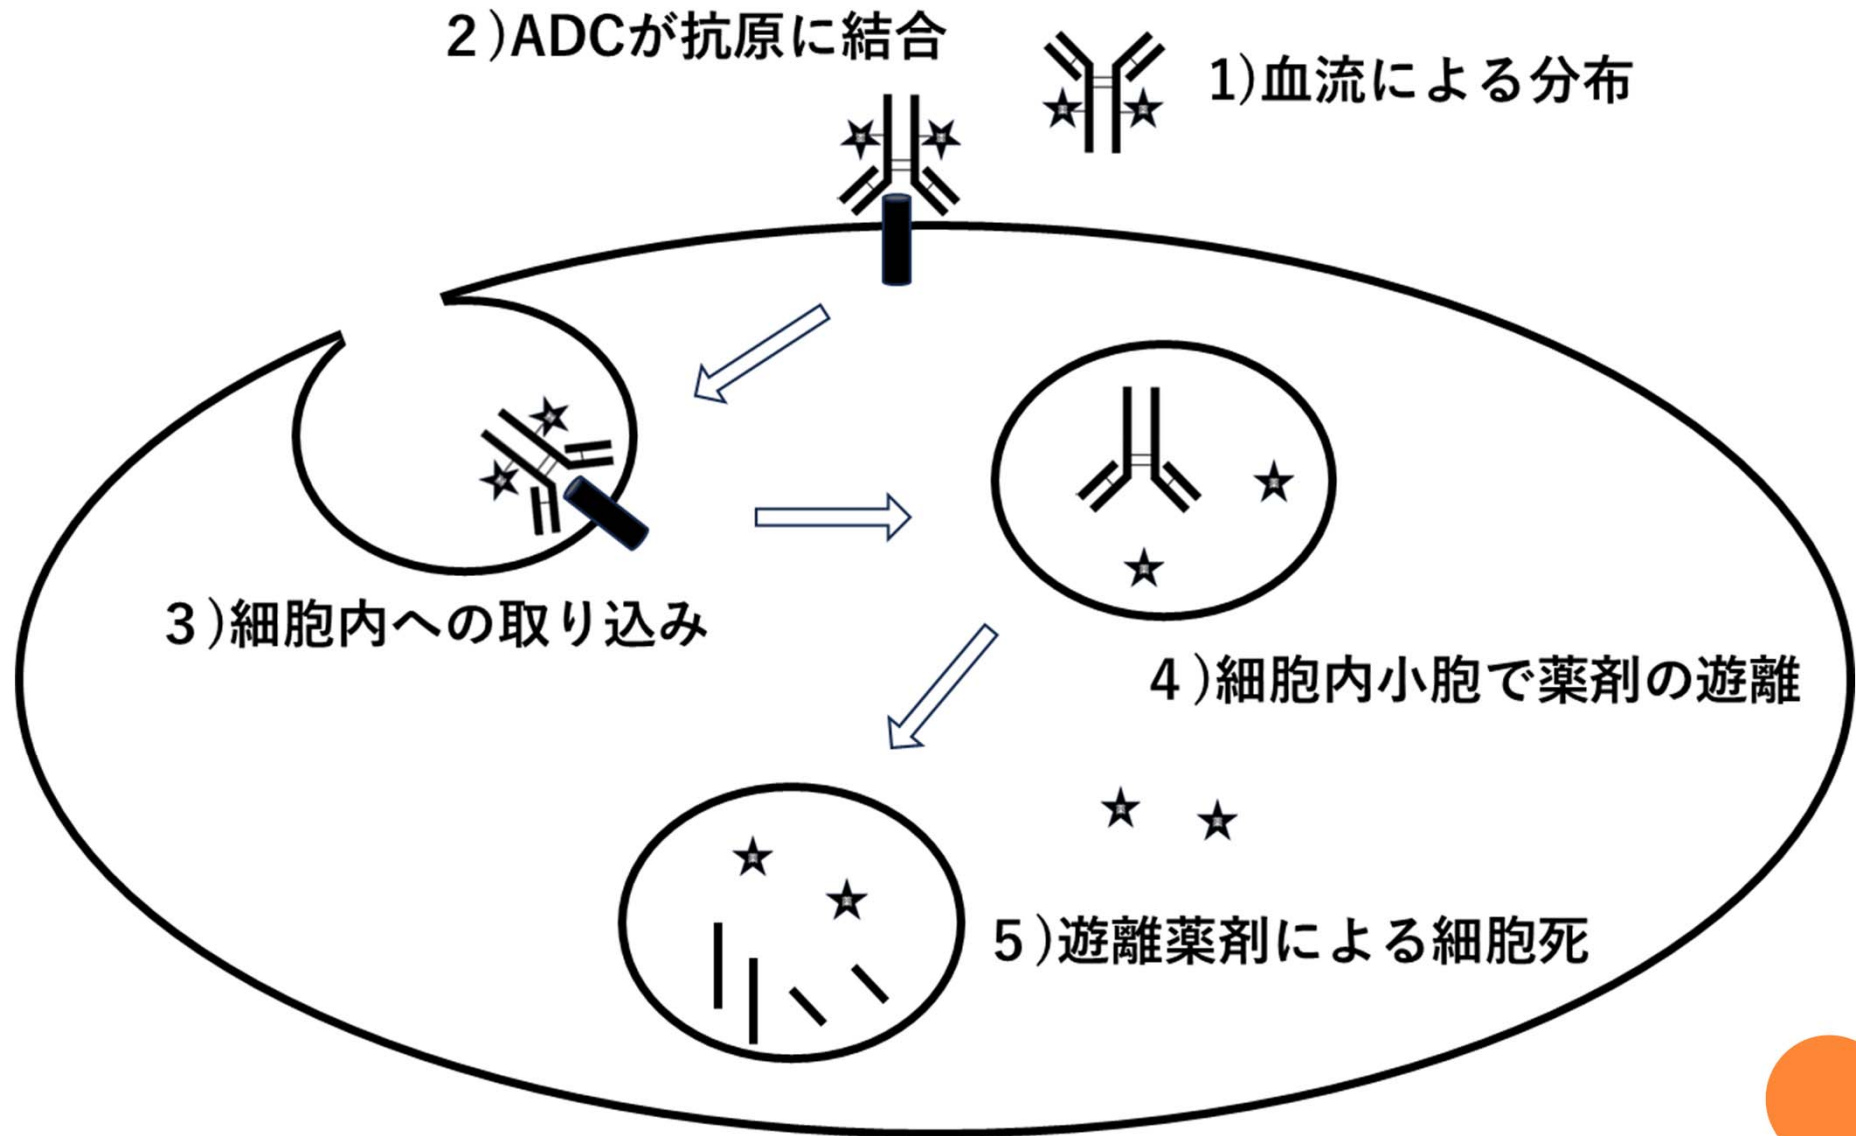 2)ADCが抗原に結合
1)血流による分布
3)細胞内への取り込み
4)細胞内小胞で薬剤の遊離
5)遊離薬剤による細胞死